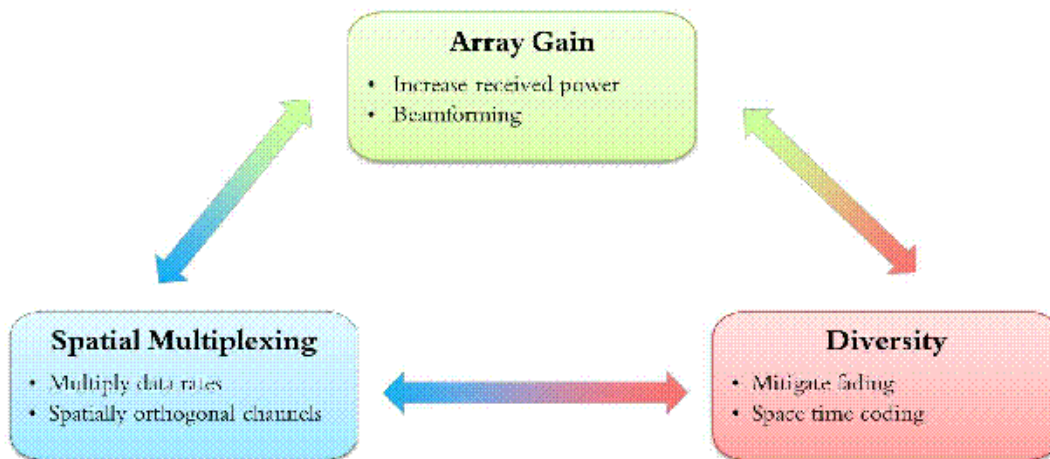 Array Gain
• Increase received power
• Beamforming
Spatial Multiplexing
• Multiply data rates
• Spatially orthogonal channels
Diversity
• Mitigate fading
• Space time coding